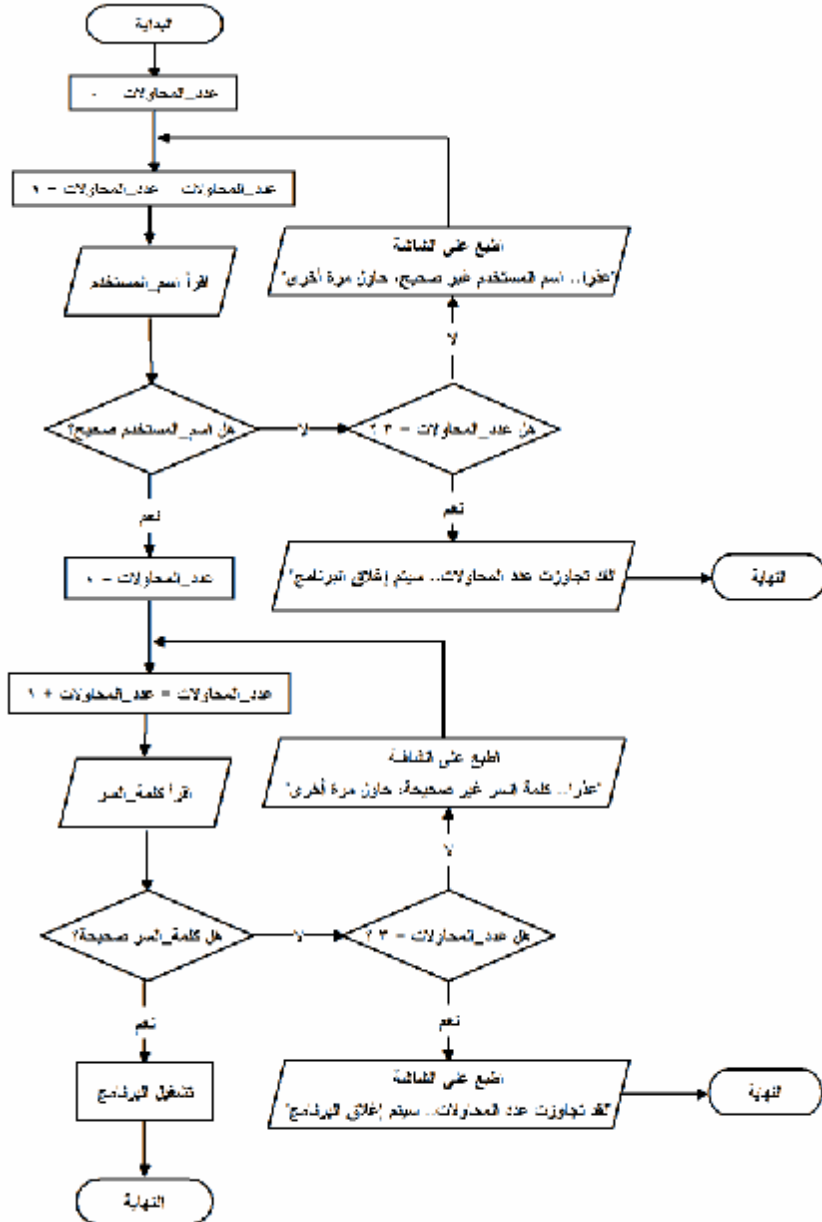 البداية
عدد_المحاولات
عدد_المحاولات عدد_المحاولات ١
اقرأ اسم_المستخدم
اطبع على الشاشة
"عذرا.. اسم المستخدم غير صحيح، حاول مرة أخرى"
لا
هل اسم_المستخدم صحيح؟
لا
هل عدد_المحاولات = ٣ ؟
نعم
نعم
عدد_المحاولات =
"لقد تجاوزت عدد المحاولات.. سيتم إغلاق البرنامج"
النهاية
عدد_المحاولات = عدد_المحاولات + ١
اقرأ كلمة_السر
اطبع على الشاشة
"عذرا.. كلمة السر غير صحيحة، حاول مرة أخرى"
لا
هل كلمة_السر صحيحة؟
لا
هل عدد_المحاولات = ٣ ؟
نعم
نعم
تشغيل البرنامج
اطبع على الشاشة
"لقد تجاوزت عدد المحاولات.. سيتم إغلاق البرنامج"
النهاية
النهاية